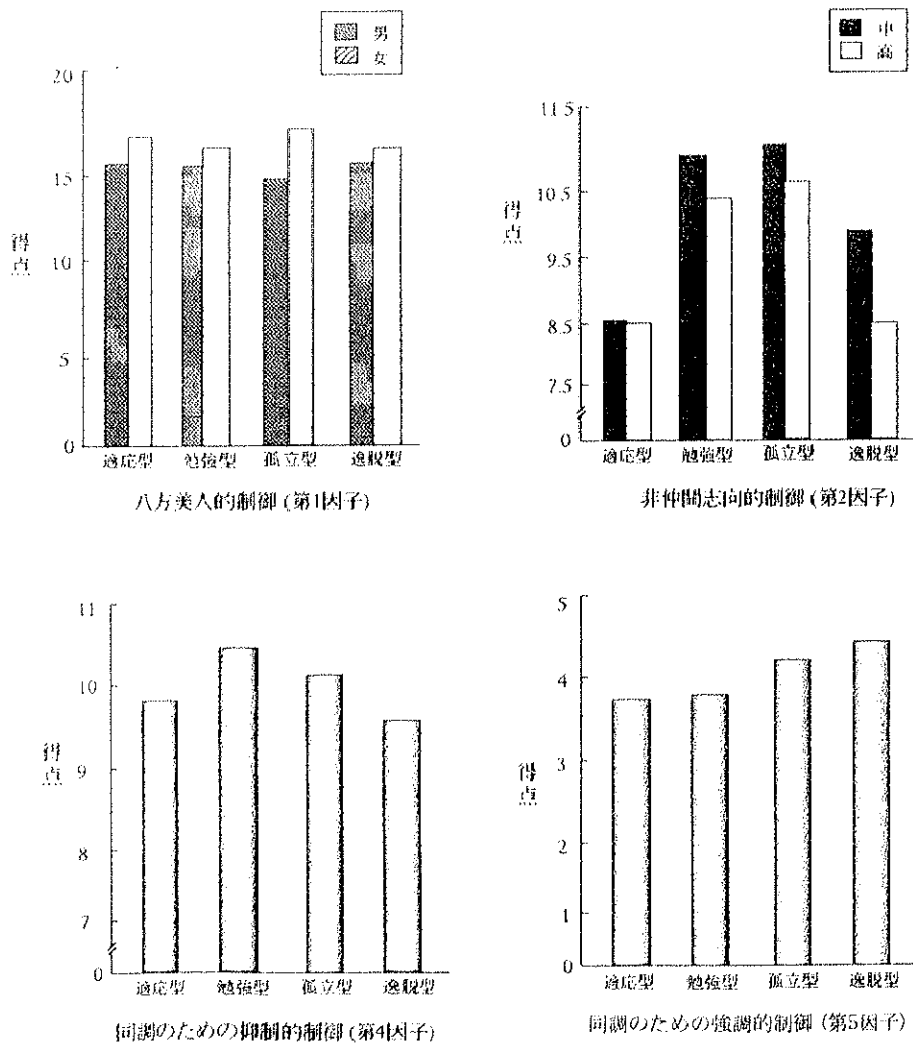 男
女
20
15
10
5
0
得点
適応型 勉強型 孤立型 逸脱型
八方美人的制御 (第1因子)
中
高
11.5
10.5
9.5
8.5
7.5
0
得点
適応型 勉強型 孤立型 逸脱型
非仲間志向的制御 (第2因子)
11
10
9
8
7
0
得点
適応型 勉強型 孤立型 逸脱型
同調のための抑制的制御 (第4因子)
5
4
3
2
1
0
得点
適応型 勉強型 孤立型 逸脱型
同調のための強調的制御 (第5因子)